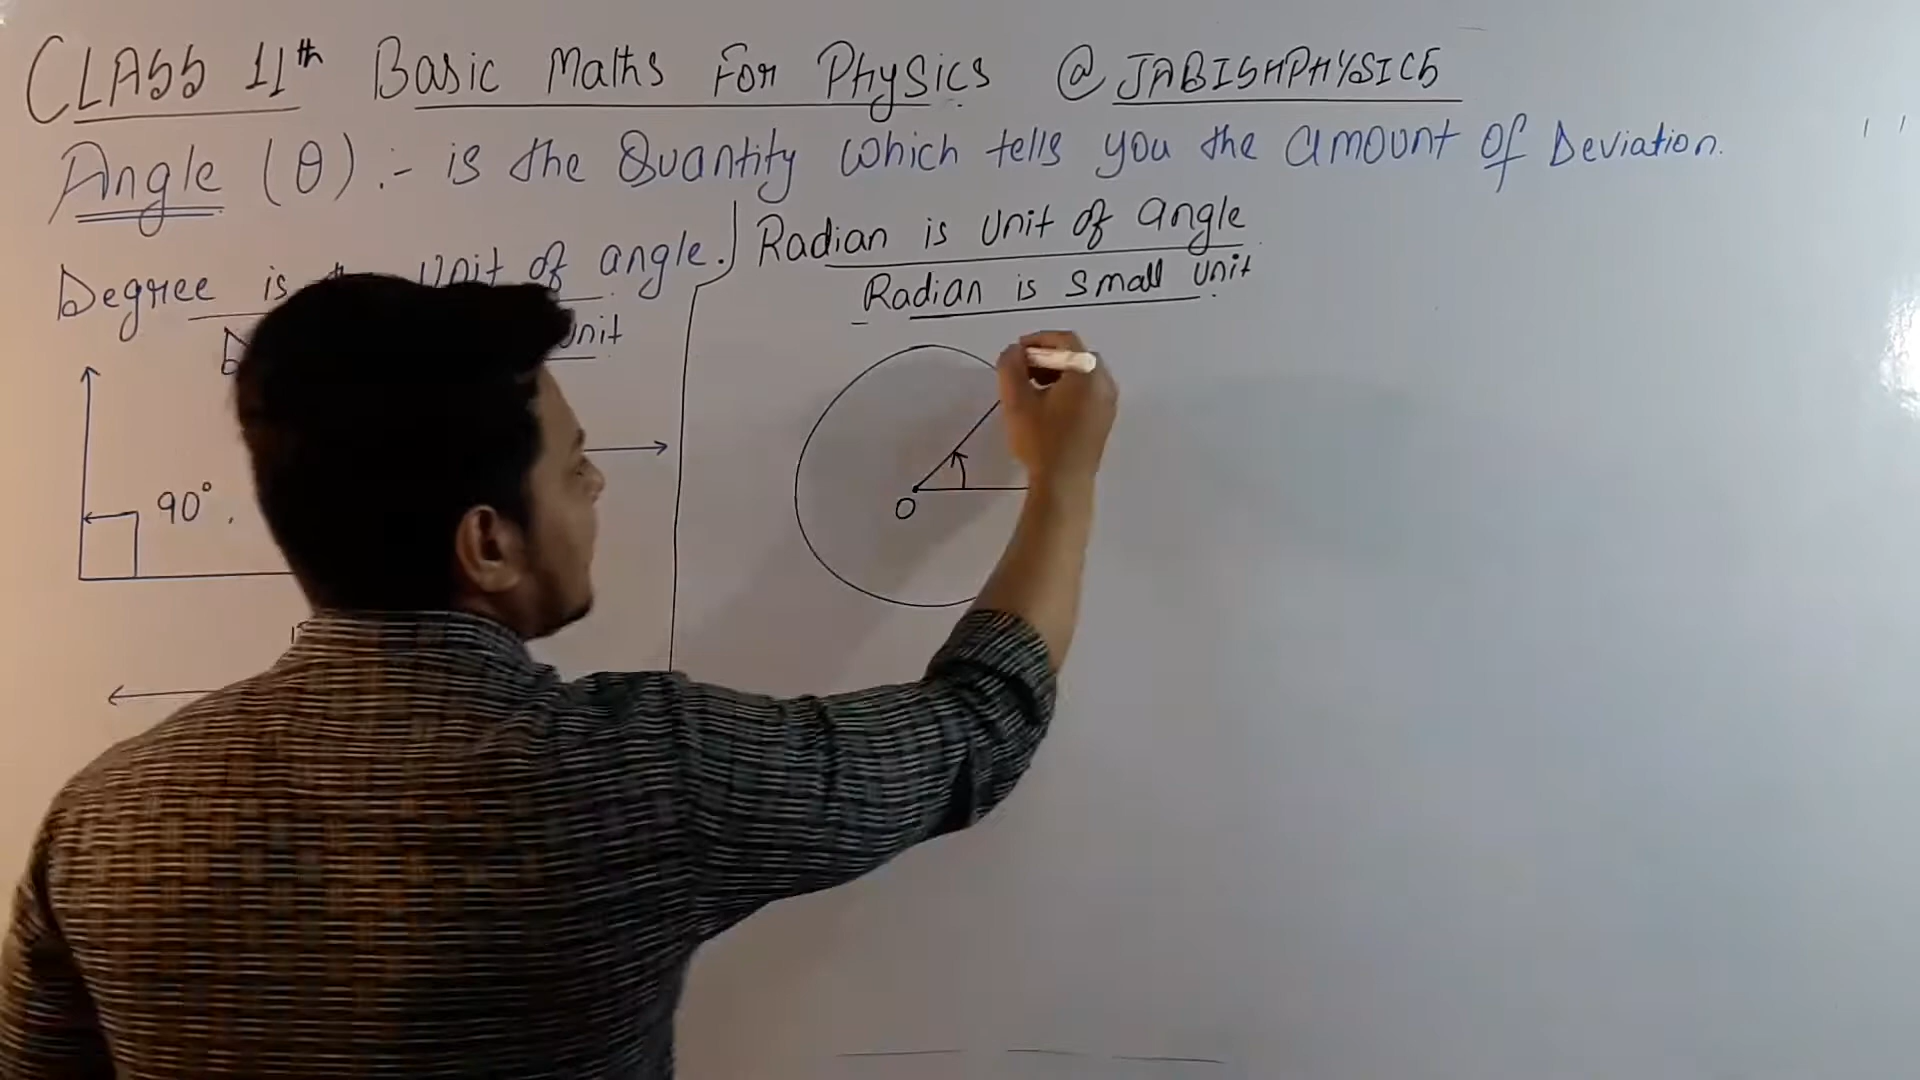 CLASS 11th Basic Maths For Physics @JABISHPHYSICS
Angle (θ) :- is the Quantity which tells you the amount of Deviation.
Degree is Unit of angle.
unit
90°.
Radian is unit of angle
Radian is small unit
O